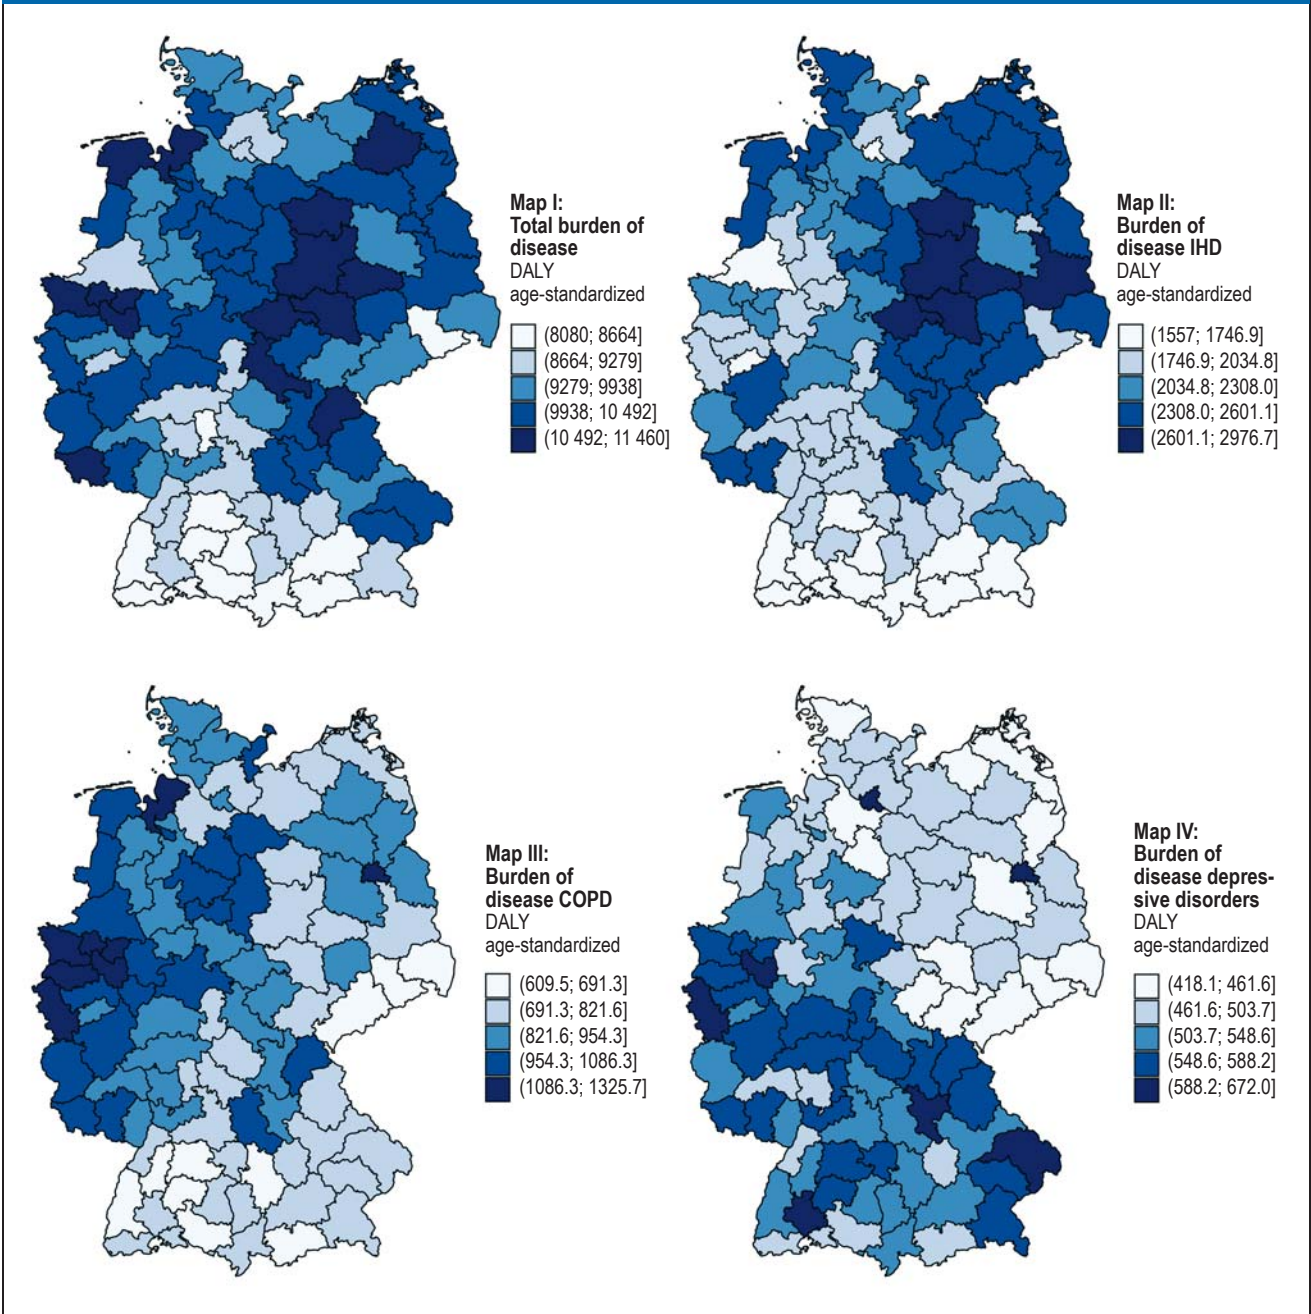 Map I:
Total burden of
disease
DALY
age-standardized
(8080; 8664]
(8664; 9279]
(9279; 9938]
(9938; 10 492]
(10 492; 11 460]
Map II:
Burden of
disease IHD
DALY
age-standardized
(1557; 1746.9]
(1746.9; 2034.8]
(2034.8; 2308.0]
(2308.0; 2601.1]
(2601.1; 2976.7]
Map III:
Burden of
disease COPD
DALY
age-standardized
(609.5; 691.3]
(691.3; 821.6]
(821.6; 954.3]
(954.3; 1086.3]
(1086.3; 1325.7]
Map IV:
Burden of
disease depres-
sive disorders
DALY
age-standardized
(418.1; 461.6]
(461.6; 503.7]
(503.7; 548.6]
(548.6; 588.2]
(588.2; 672.0]